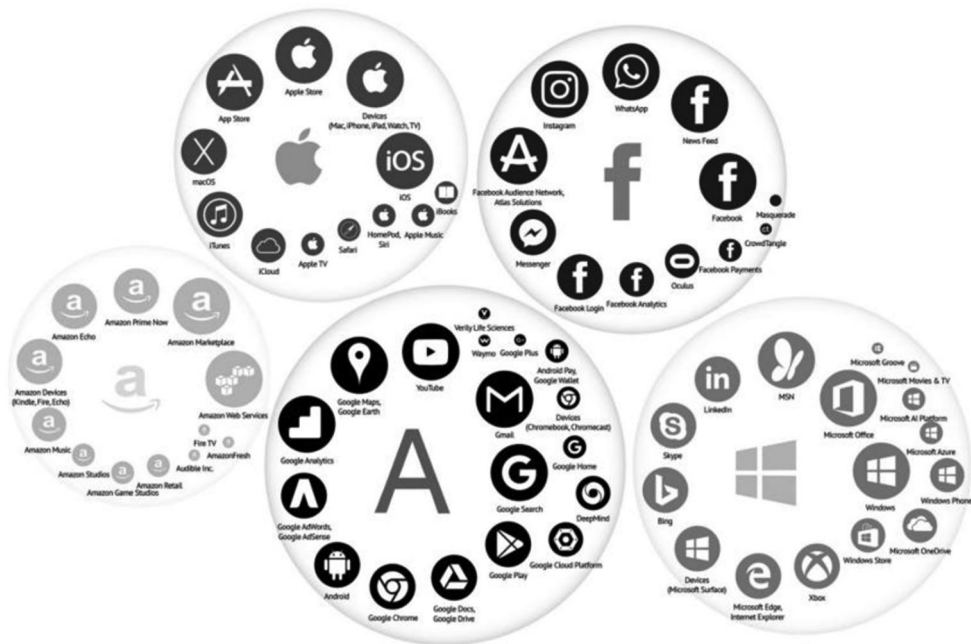 App Store
Apple Store
Devices
(Mac, iPhone, iPad, Watch, TV)
macOS
iOS
iOS
iBooks
iTunes
iCloud
Apple TV
Safari
HomePod,
Siri
Apple Music
Instagram
WhatsApp
News Feed
Facebook Audience Network,
Atlas Solutions
Facebook
Masquerade
ct
CrowdTangle
Messenger
Facebook Login
Facebook Analytics
Oculus
Facebook Payments
Amazon Echo
Amazon Prime Now
Amazon Marketplace
Amazon Devices
(Kindle, Fire, Echo)
Amazon Web Services
Amazon Music
Fire TV
AmazonFresh
Amazon Studios
Amazon Game Studios
Amazon Retail
Audible Inc.
Verily Life Sciences
Waymo
Google Plus
Google Maps,
Google Earth
YouTube
Android Pay,
Google Wallet
Gmail
Devices
(Chromebook, Chromecast)
Google Analytics
A
Google Home
Google Search
DeepMind
Google AdWords,
Google AdSense
Google Play
Google Cloud Platform
Android
Google Chrome
Google Docs,
Google Drive
in
LinkedIn
MSN
Microsoft Groove
Microsoft Movies & TV
Microsoft Office
Microsoft AI Platform
Microsoft Azure
Skype
Bing
Windows
Windows Phone
Microsoft OneDrive
Windows Store
Devices
(Microsoft Surface)
Microsoft Edge,
Internet Explorer
Xbox